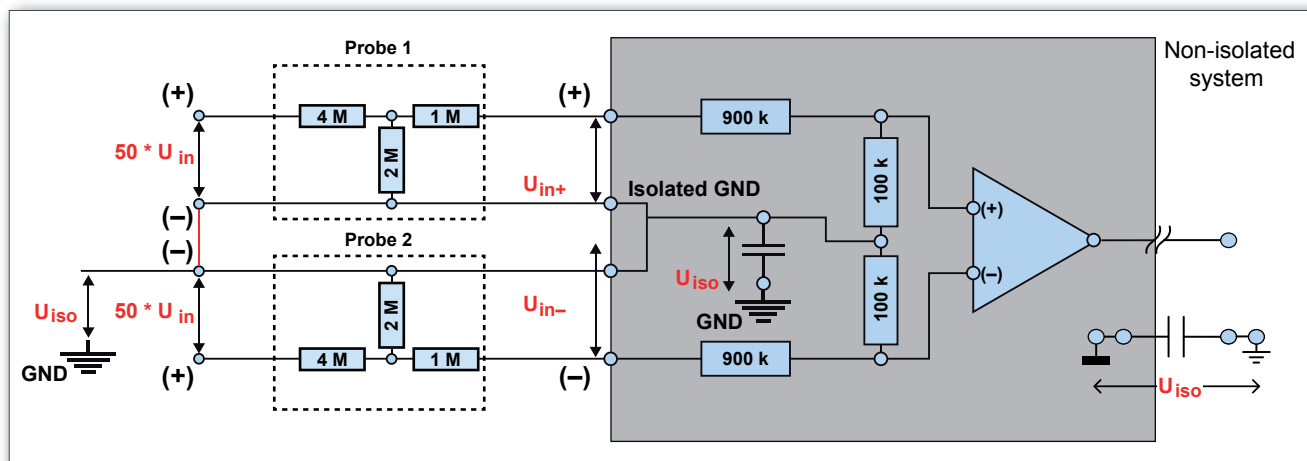 Probe 1
Non-isolated
system
(+)
4 M
1 M
(+)
900 k
50 * U in
2 M
U in+
100 k
Isolated GND
(+)
(–)
(–)
Probe 2
U iso
50 * U in
2 M
U in–
U iso
100 k
(–)
GND
GND
4 M
1 M
900 k
(+)
(–)
U iso